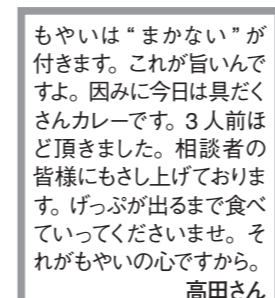 もやいは“まかない”が
付きます。これが旨いんで
すよ。因みに今日は具だく
さんカレーです。3人前ほ
ど頂きました。相談者の
皆様にもさし上げておりま
す。げっぷが出るまで食べ
ていってくださいませ。そ
れがもやいの心ですから。
高田さん